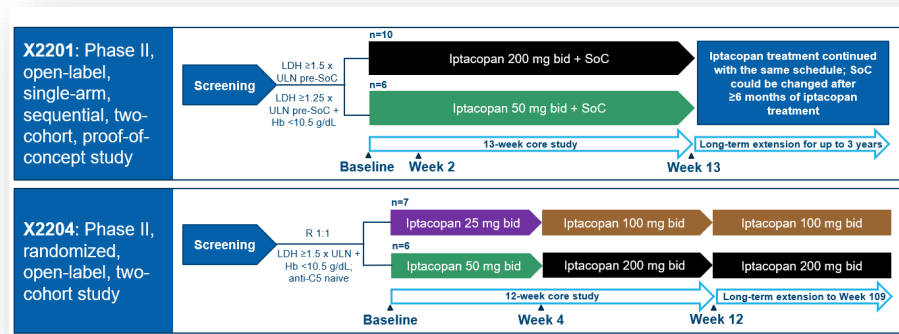 X2201: Phase II,
open-label,
single-arm,
sequential, two-
cohort, proof-of-
concept study
Screening
LDH ≥1.5 x
ULN pre-SoC
LDH ≥1.25 x
ULN pre-SoC +
Hb <10.5 g/dL
n=10
Iptacopan 200 mg bid + SoC
n=6
Iptacopan 50 mg bid + SoC
Iptacopan treatment continued
with the same schedule; SoC
could be changed after
≥6 months of iptacopan
treatment
13-week core study
Long-term extension for up to 3 years
Baseline
Week 2
Week 13
X2204: Phase II,
randomized,
open-label, two-
cohort study
Screening
R 1:1
LDH ≥1.5 x ULN +
Hb <10.5 g/dL;
anti-C5 naive
n=7
Iptacopan 25 mg bid
Iptacopan 100 mg bid
Iptacopan 100 mg bid
n=6
Iptacopan 50 mg bid
Iptacopan 200 mg bid
Iptacopan 200 mg bid
12-week core study
Long-term extension to Week 109
Baseline
Week 4
Week 12